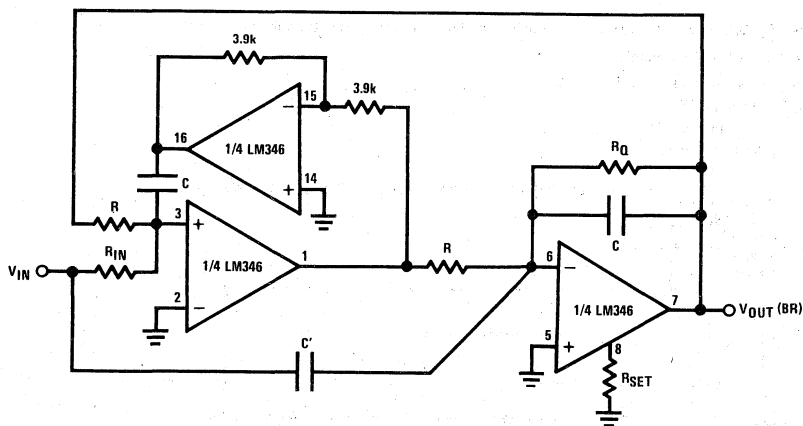 3.9k
15
−
3.9k
16
1/4 LM346
14
+
C
R
3
+
R_IN
V_IN
1/4 LM346
1
2
−
R
C'
R_Q
C
6
−
1/4 LM346
7
V_OUT (BR)
5
+
8
R_SET